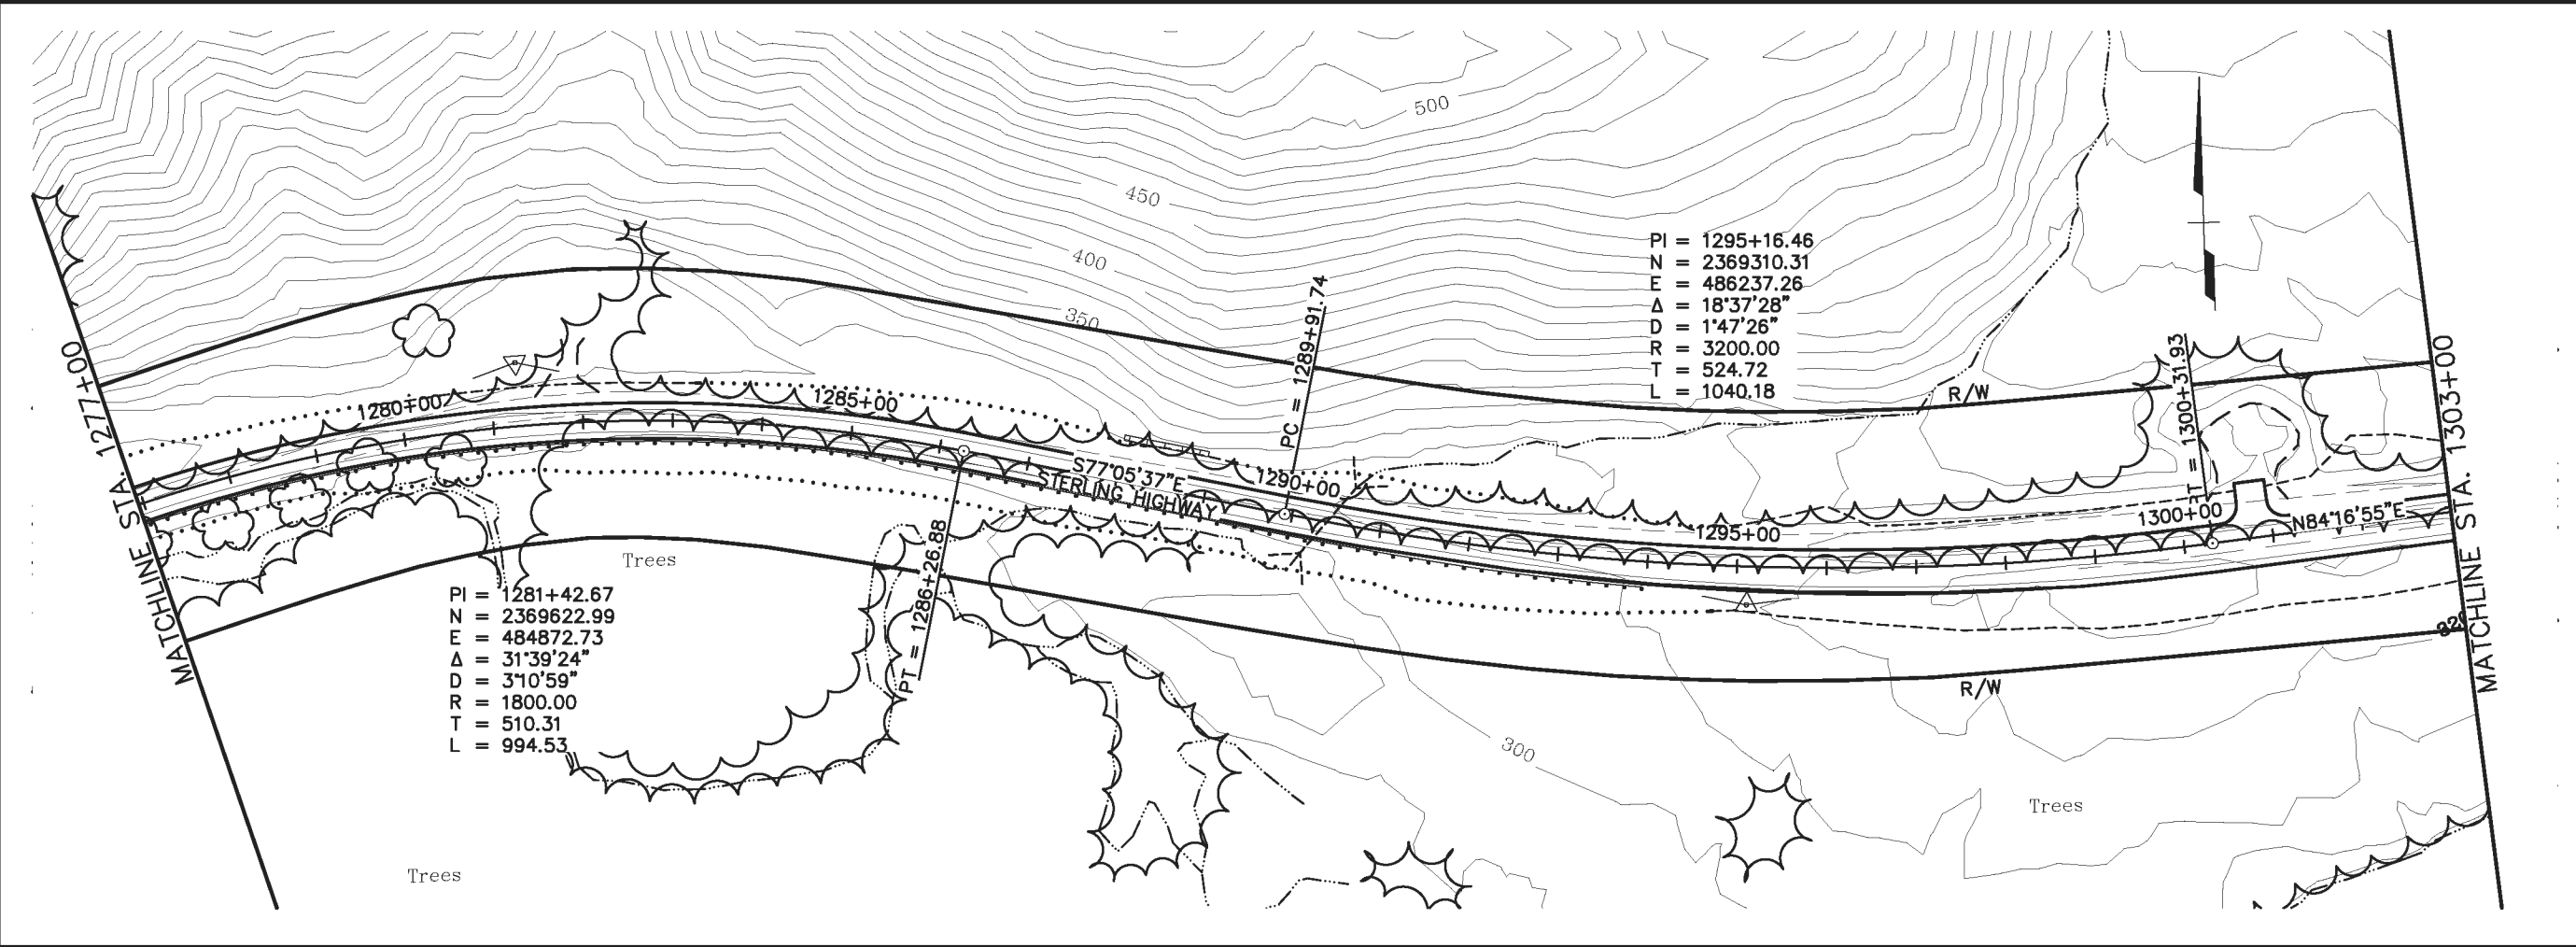 500
450
400
350
PI = 1295+16.46
N = 2369310.31
E = 486237.26
Δ = 18°37'28"
D = 1°47'26"
R = 3200.00
T = 524.72
L = 1040.18
PC = 1289+91.74
R/W
PT = 1300+31.93
MATCHLINE STA. 1277+00
1280+00
1285+00
S77°05'37"E
STERLING HIGHWAY
1290+00
1295+00
1300+00
N84°16'55"E
MATCHLINE STA. 1303+00
Trees
PT = 1286+26.88
PI = 1281+42.67
N = 2369622.99
E = 484872.73
Δ = 31°39'24"
D = 3°10'59"
R = 1800.00
T = 510.31
L = 994.53
R/W
300
Trees
Trees